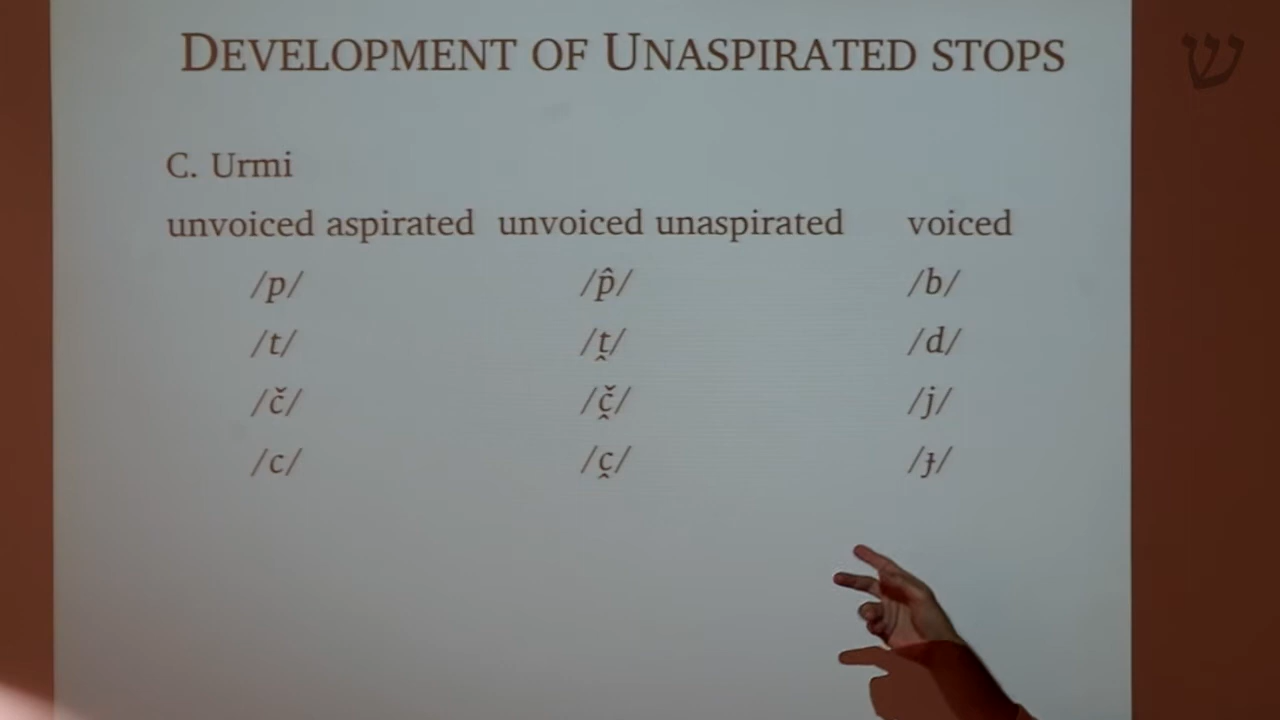 DEVELOPMENT OF UNASPIRATED STOPS
ש
C. Urmi
unvoiced aspirated unvoiced unaspirated voiced
/p/ /p̂/ /b/
/t/ /ṱ/ /d/
/č/ /č̭/ /j/
/c/ /c̭/ /ɟ/